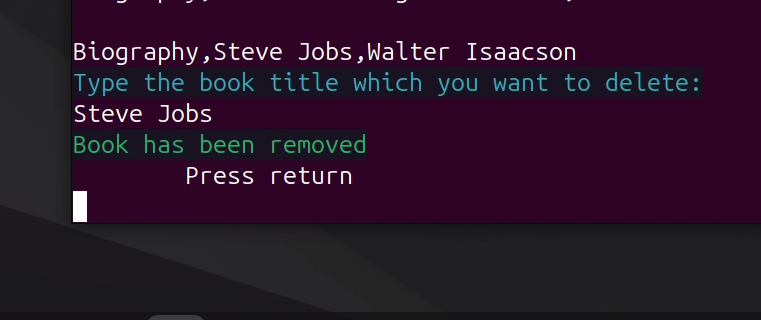 Biography,Steve Jobs,Walter Isaacson
Type the book title which you want to delete:
Steve Jobs
Book has been removed
Press return